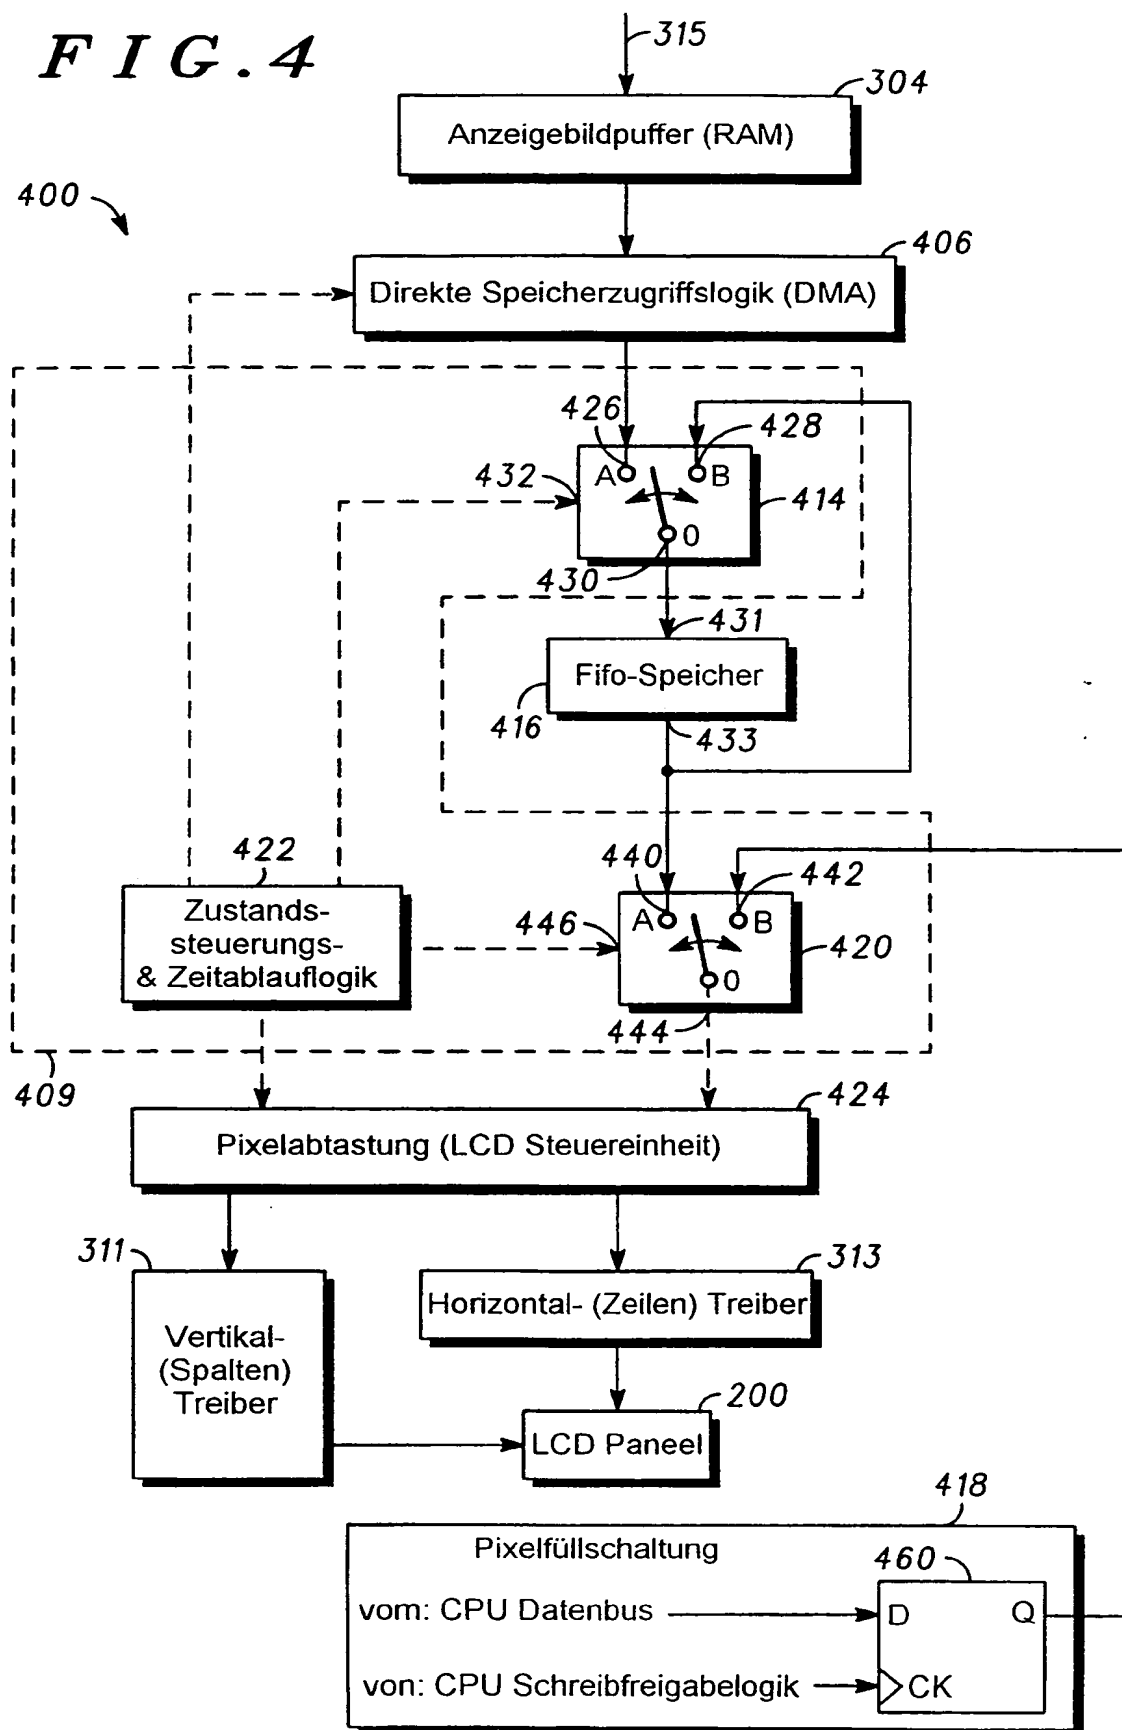 FIG.4
315
304
Anzeigebildpuffer (RAM)
400
406
Direkte Speicherzugriffslogik (DMA)
426
428
432
A
B
414
0
430
431
Fifo-Speicher
416
433
422
440
442
Zustands-
steuerungs-
& Zeitablauflogik
446
A
B
420
0
444
409
424
Pixelabtastung (LCD Steuereinheit)
311
313
Horizontal- (Zeilen) Treiber
Vertikal-
(Spalten)
Treiber
200
LCD Paneel
418
Pixelfüllschaltung
460
vom: CPU Datenbus
D
Q
von: CPU Schreibfreigabelogik
CK